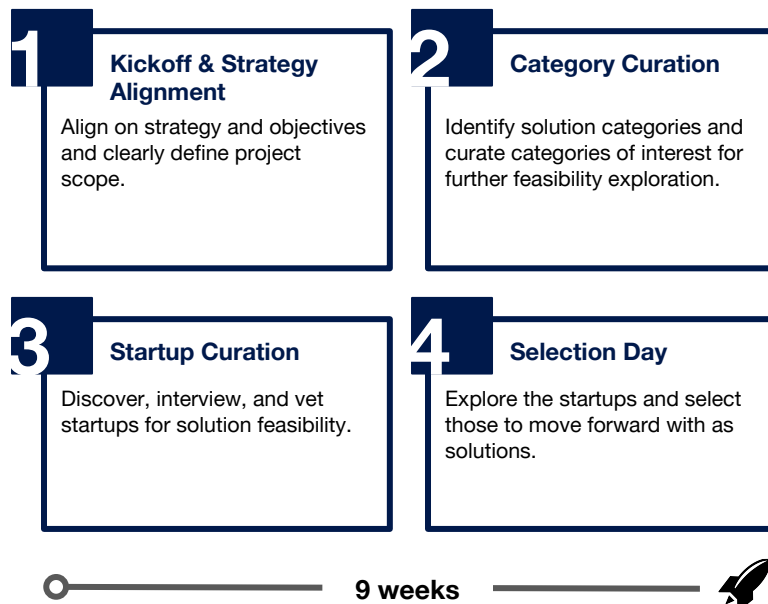 1
Kickoff & Strategy
Alignment
Align on strategy and objectives
and clearly define project
scope.
2
Category Curation
Identify solution categories and
curate categories of interest for
further feasibility exploration.
3
Startup Curation
Discover, interview, and vet
startups for solution feasibility.
4
Selection Day
Explore the startups and select
those to move forward with as
solutions.
9 weeks